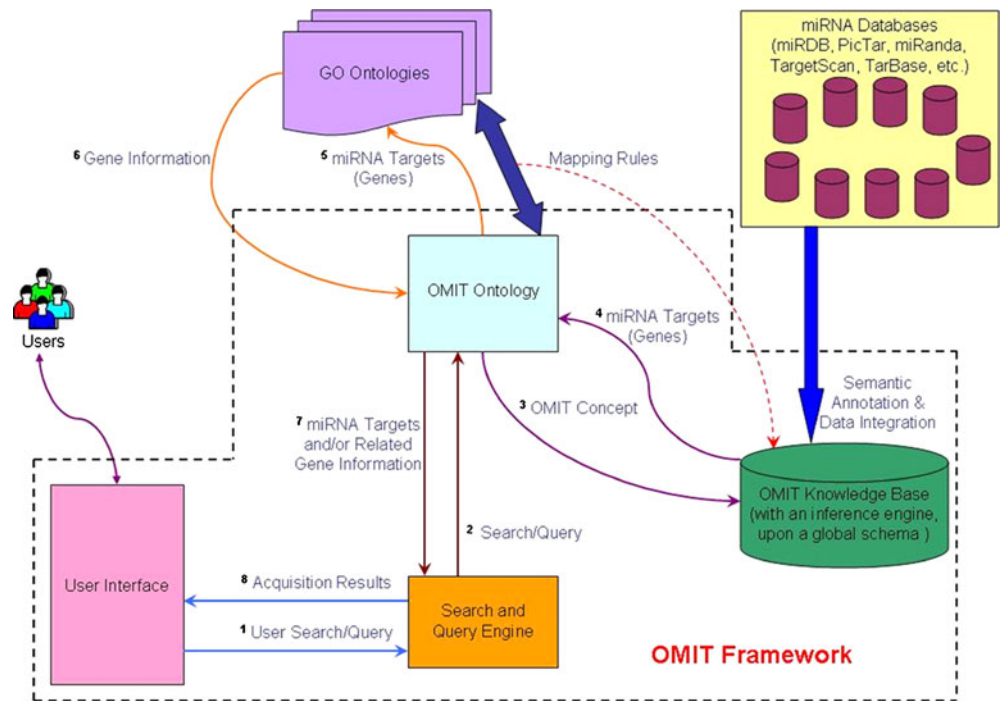 GO Ontologies
miRNA Databases
(miRDB, PicTar, miRanda,
TargetScan, TarBase, etc.)
6 Gene Information
5 miRNA Targets
(Genes)
Mapping Rules
OMIT Ontology
4 miRNA Targets
(Genes)
Users
Semantic
Annotation &
Data Integration
3 OMIT Concept
7 miRNA Targets
and/or Related
Gene Information
OMIT Knowledge Base
(with an inference engine,
upon a global schema )
2 Search/Query
User Interface
8 Acquisition Results
Search and
Query Engine
1 User Search/Query
OMIT Framework